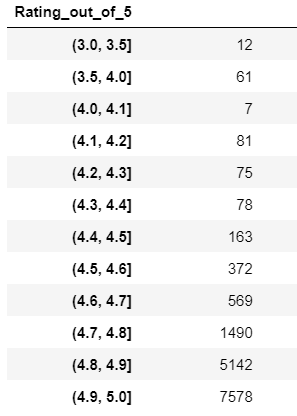 Rating_out_of_5
(3.0, 3.5] 12
(3.5, 4.0] 61
(4.0, 4.1] 7
(4.1, 4.2] 81
(4.2, 4.3] 75
(4.3, 4.4] 78
(4.4, 4.5] 163
(4.5, 4.6] 372
(4.6, 4.7] 569
(4.7, 4.8] 1490
(4.8, 4.9] 5142
(4.9, 5.0] 7578